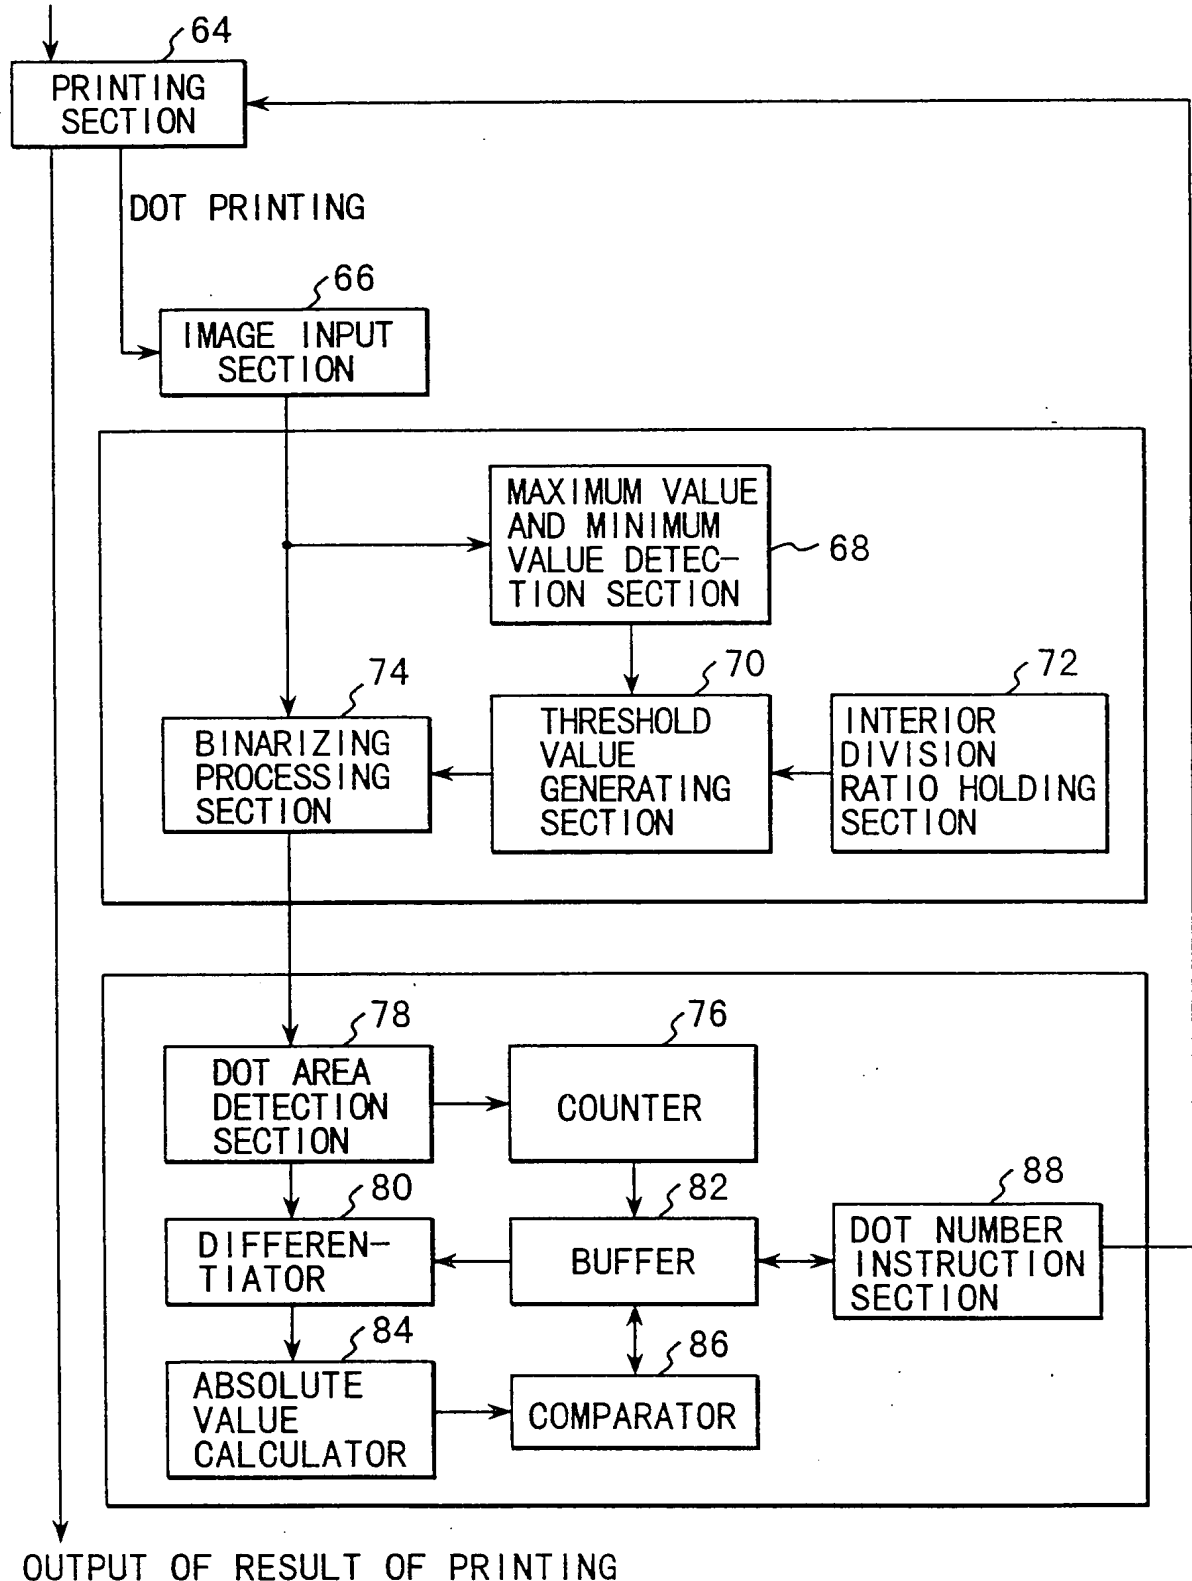 64
PRINTING
SECTION
DOT PRINTING
66
IMAGE INPUT
SECTION
MAXIMUM VALUE
AND MINIMUM
VALUE DETEC-
TION SECTION
68
74
BINARIZING
PROCESSING
SECTION
70
THRESHOLD
VALUE
GENERATING
SECTION
72
INTERIOR
DIVISION
RATIO HOLDING
SECTION
78
DOT AREA
DETECTION
SECTION
76
COUNTER
80
DIFFEREN-
TIATOR
82
BUFFER
88
DOT NUMBER
INSTRUCTION
SECTION
84
ABSOLUTE
VALUE
CALCULATOR
86
COMPARATOR
OUTPUT OF RESULT OF PRINTING